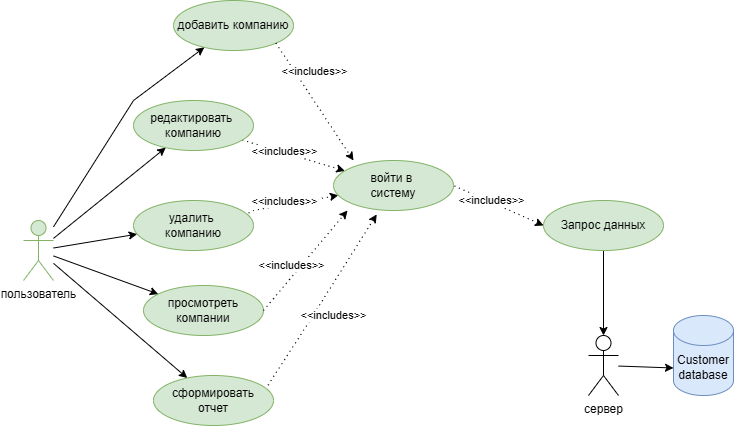 добавить компанию
<<includes>>
редактировать
компанию
<<includes>>
войти в
систему
<<includes>>
<<includes>>
удалить
компанию
Запрос данных
<<includes>>
пользователь
просмотреть
компании
<<includes>>
Customer
database
сформировать
отчет
сервер